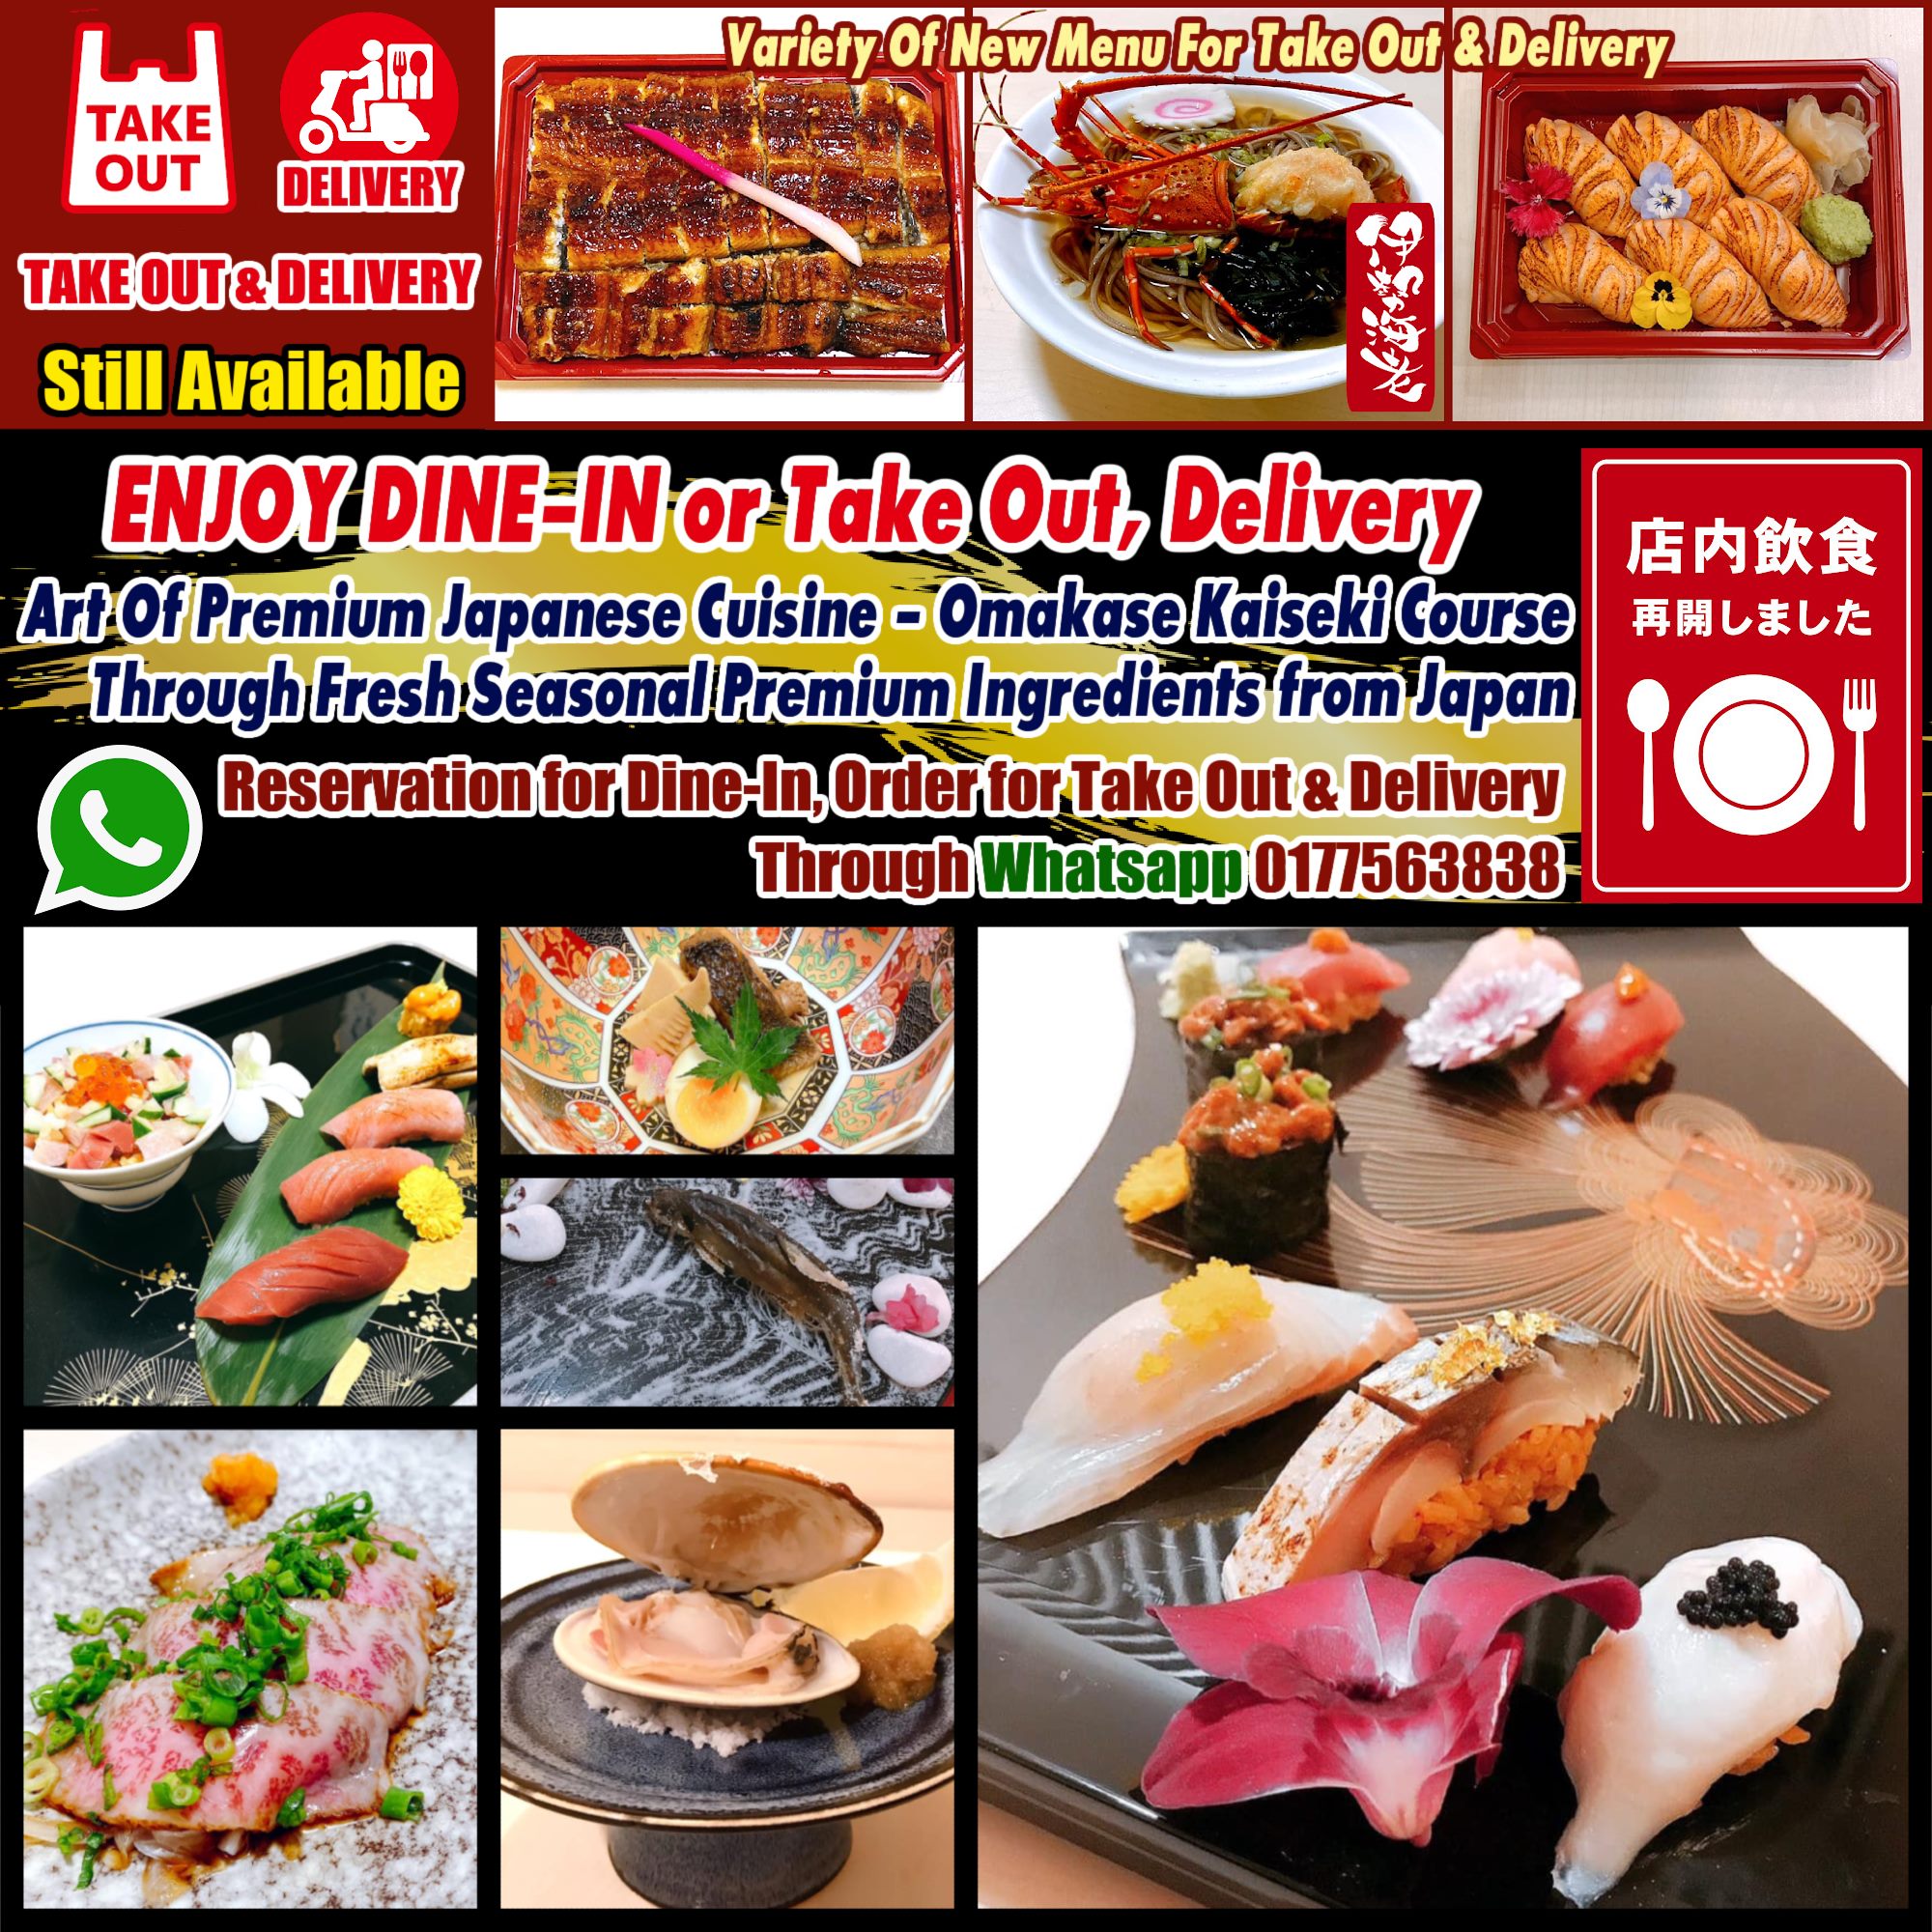 TAKE
OUT
DELIVERY
TAKE OUT & DELIVERY
Still Available
Variety Of New Menu For Take Out & Delivery
伊勢海老
ENJOY DINE-IN or Take Out, Delivery
Art Of Premium Japanese Cuisine - Omakase Kaiseki Course
Through Fresh Seasonal Premium Ingredients from Japan
Reservation for Dine-In, Order for Take Out & Delivery
Through Whatsapp 0177563838
店内飲食
再開しました